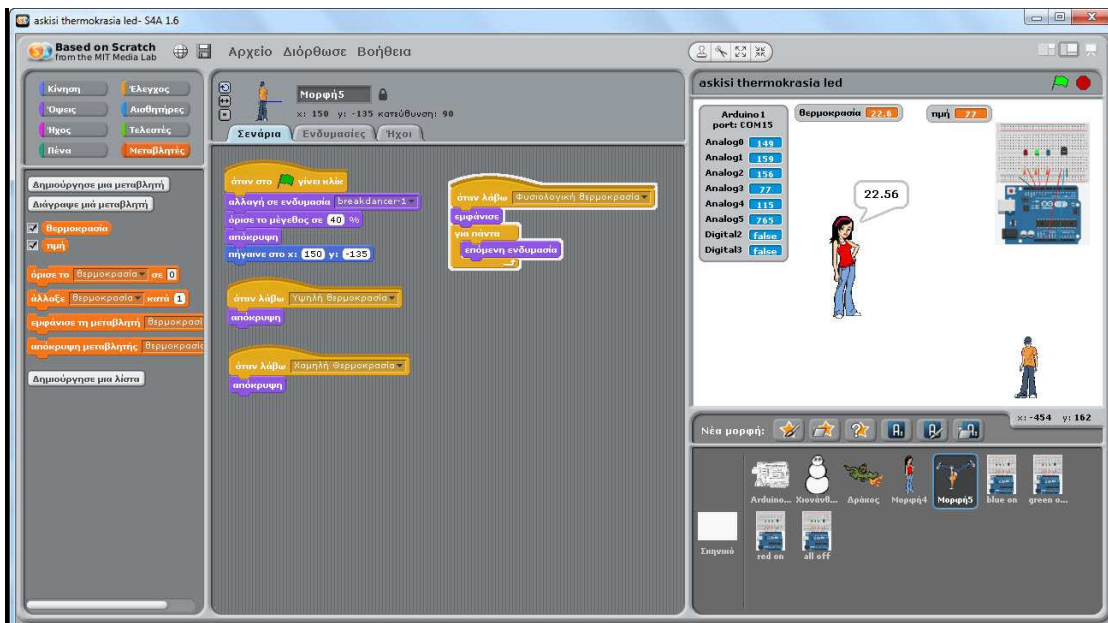 askisi thermokrasia led- S4A 1.6
Based on Scratch
from the MIT Media Lab
Αρχείο Διόρθωσε Βοήθεια
Κίνηση Έλεγχος
Όψεις Αισθητήρες
Ήχος Τελεστές
Πένα Μεταβλητές
Δημιούργησε μια μεταβλητή
Διάγραψε μιά μεταβλητή
θερμοκρασία
τιμή
όρισε το θερμοκρασία σε 0
άλλαξε θερμοκρασία κατά 1
εμφάνισε τη μεταβλητή θερμοκρασί
απόκρυψη μεταβλητής θερμοκρασί
Δημιούργησε μια λίστα
Μορφή5
x: 150 y: -135 κατεύθυνση: 90
Σενάρια Ενδυμασίες Ήχοι
όταν στο γίνει κλίκ
αλλαγή σε ενδυμασία breakdancer-1
όρισε το μέγεθος σε 40 %
απόκρυψη
πήγαινε στο x: 150 y: -135
όταν λάβω Υψηλή θερμοκρασία
απόκρυψη
όταν λάβω Χαμηλή Θερμοκρασία
απόκρυψη
όταν λάβω Φυσιολογική θερμοκρασία
εμφάνισε
για πάντα
επόμενη ενδυμασία
askisi thermokrasia led
Arduino1
port: COM15
Analog0 149
Analog1 159
Analog2 156
Analog3 77
Analog4 115
Analog5 765
Digital2 false
Digital3 false
θερμοκρασία 22.6
τιμή 77
22.56
x: -454 y: 162
Νέα μορφή:
Arduino... Χιονάνθ... Δράκος Μορφή4 Μορφή5 blue on green o...
Σκηνικό
red on all off